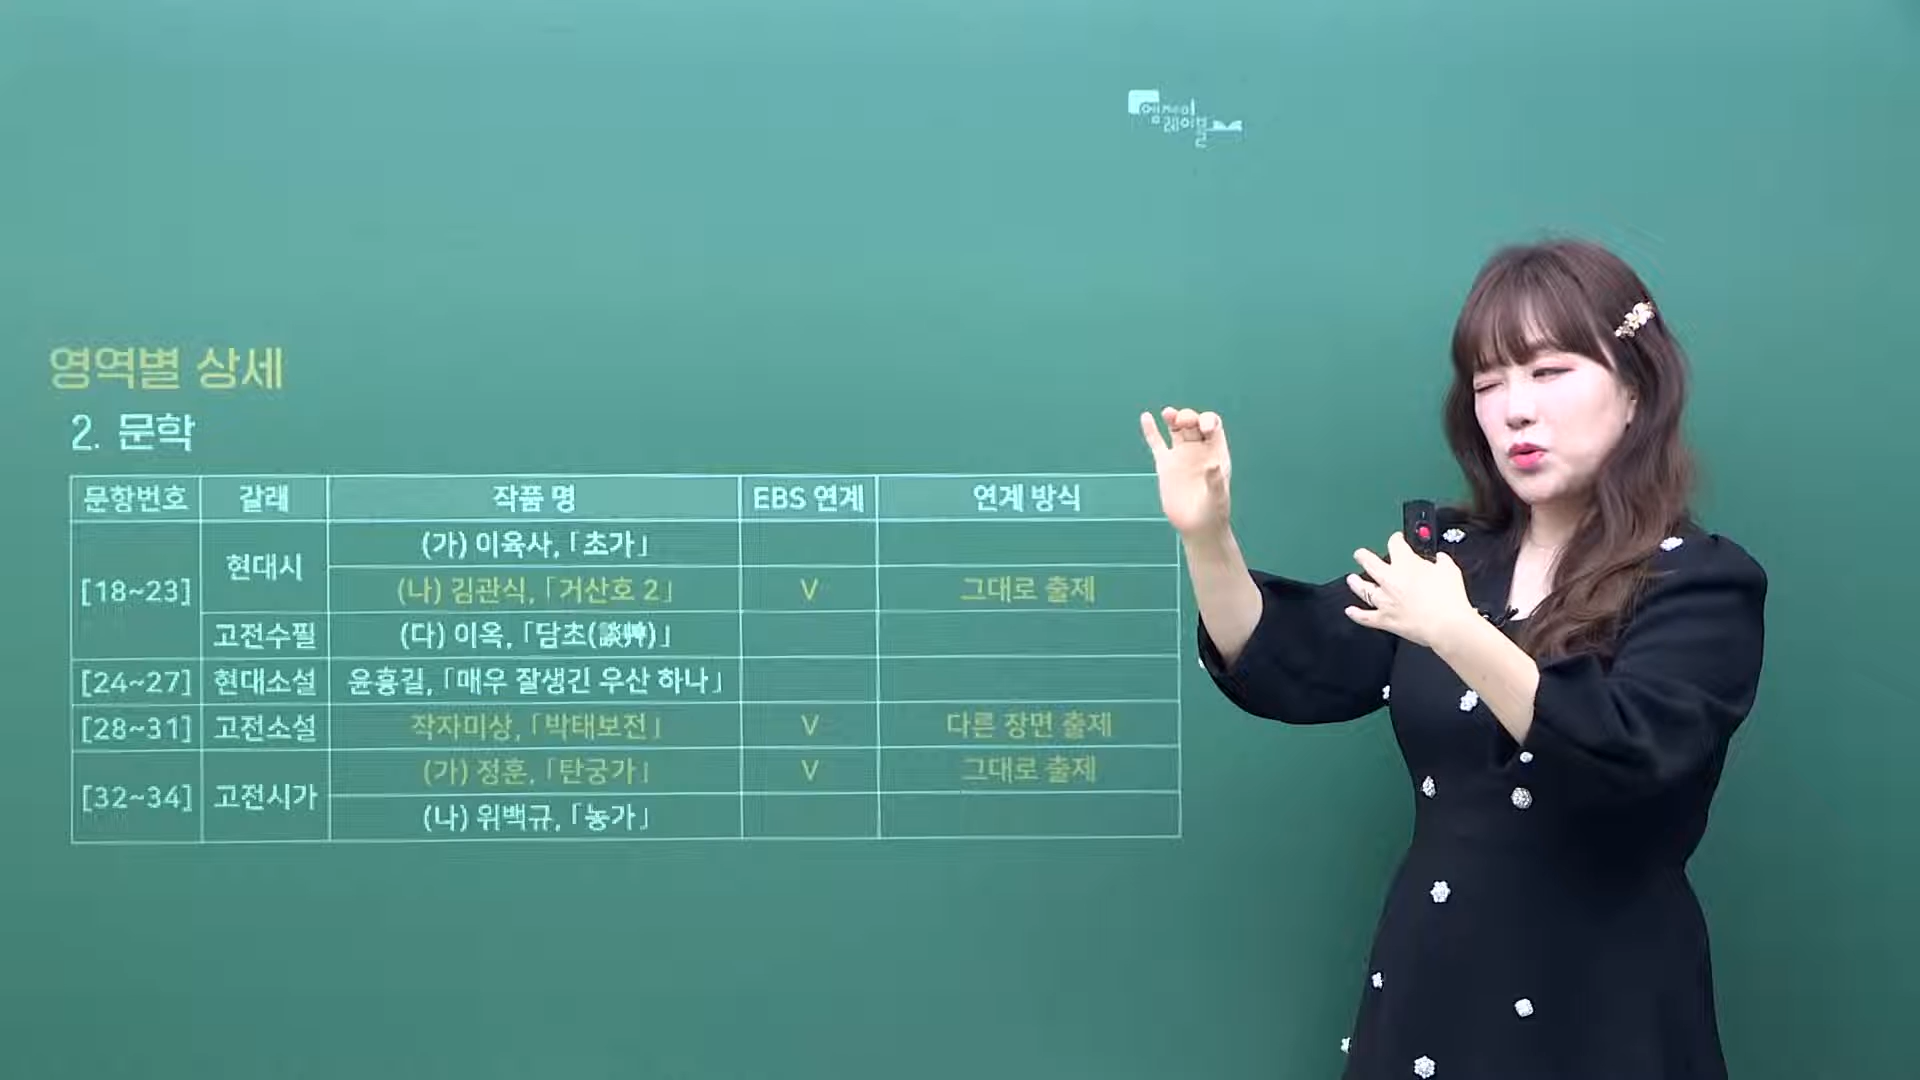 엠제이
레이블
영역별 상세
2. 문학
문항번호 갈래 작품 명 EBS 연계 연계 방식
[18~23] 현대시 (가) 이육사, 「초가」
(나) 김관식, 「거산호 2」 V 그대로 출제
고전수필 (다) 이옥, 「담초(談艸)」
[24~27] 현대소설 윤흥길, 「매우 잘생긴 우산 하나」
[28~31] 고전소설 작자미상, 「박태보전」 V 다른 장면 출제
[32~34] 고전시가 (가) 정훈, 「탄궁가」 V 그대로 출제
(나) 위백규, 「농가」